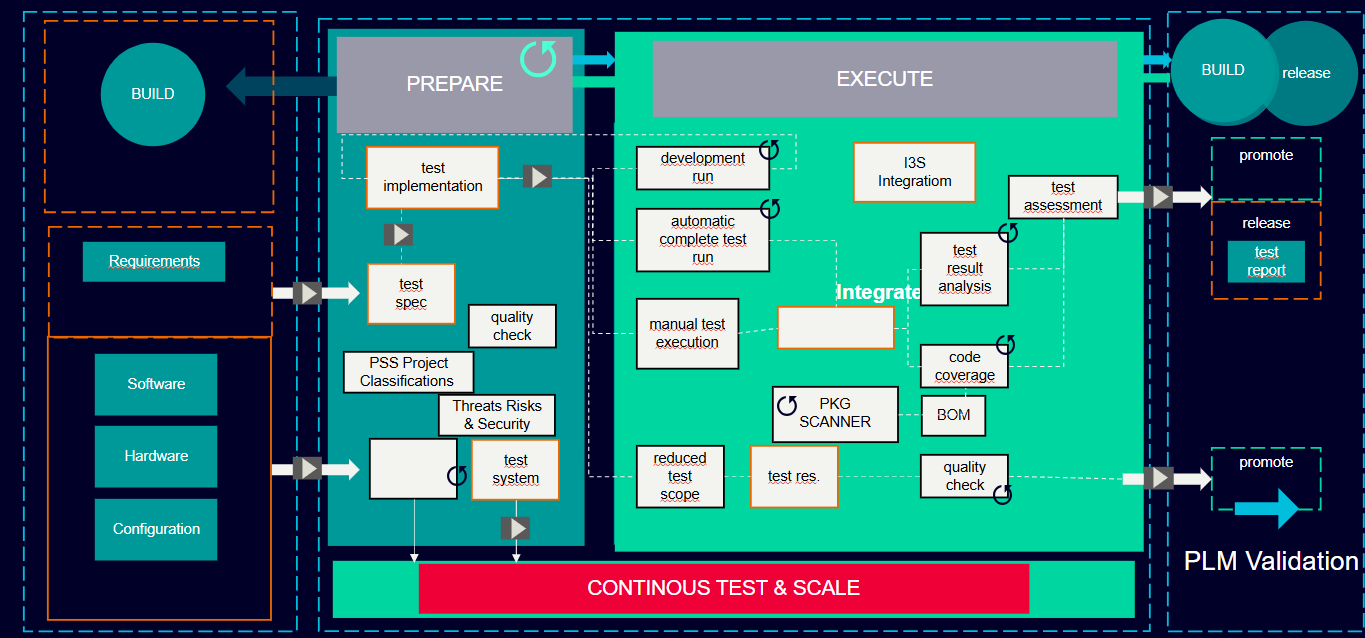 BUILD
Requirements
Software
Hardware
Configuration
PREPARE
test
implementation
test
spec
quality
check
PSS Project
Classifications
Threats Risks
& Security
test
system
EXECUTE
development
run
automatic
complete test
run
manual test
execution
reduced
test
scope
I3S
Integratiom
Integrate
test
assessment
test
result
analysis
code
coverage
PKG
SCANNER
BOM
test res.
quality
check
CONTINOUS TEST & SCALE
BUILD
release
promote
release
test
report
promote
PLM Validation